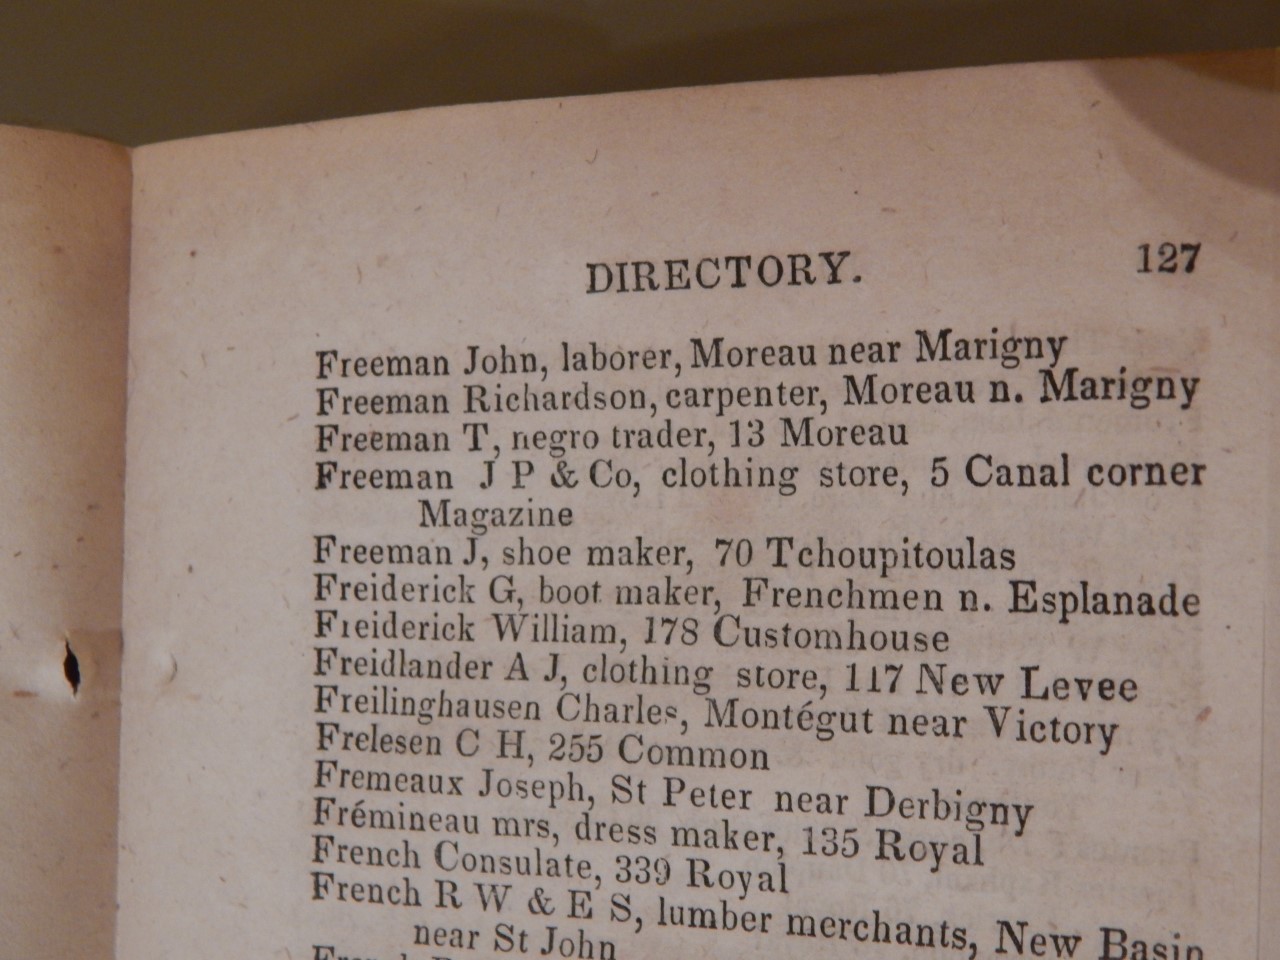 DIRECTORY. 127
Freeman John, laborer, Moreau near Marigny
Freeman Richardson, carpenter, Moreau n. Marigny
Freeman T, negro trader, 13 Moreau
Freeman J P & Co, clothing store, 5 Canal corner
Magazine
Freeman J, shoe maker, 70 Tchoupitoulas
Freiderick G, boot maker, Frenchmen n. Esplanade
Freiderick William, 178 Customhouse
Freidlander A J, clothing store, 117 New Levee
Freilinghausen Charles, Montégut near Victory
Frelesen C H, 255 Common
Fremeaux Joseph, St Peter near Derbigny
Frémineau mrs, dress maker, 135 Royal
French Consulate, 339 Royal
French R W & E S, lumber merchants, New Basin
near St John